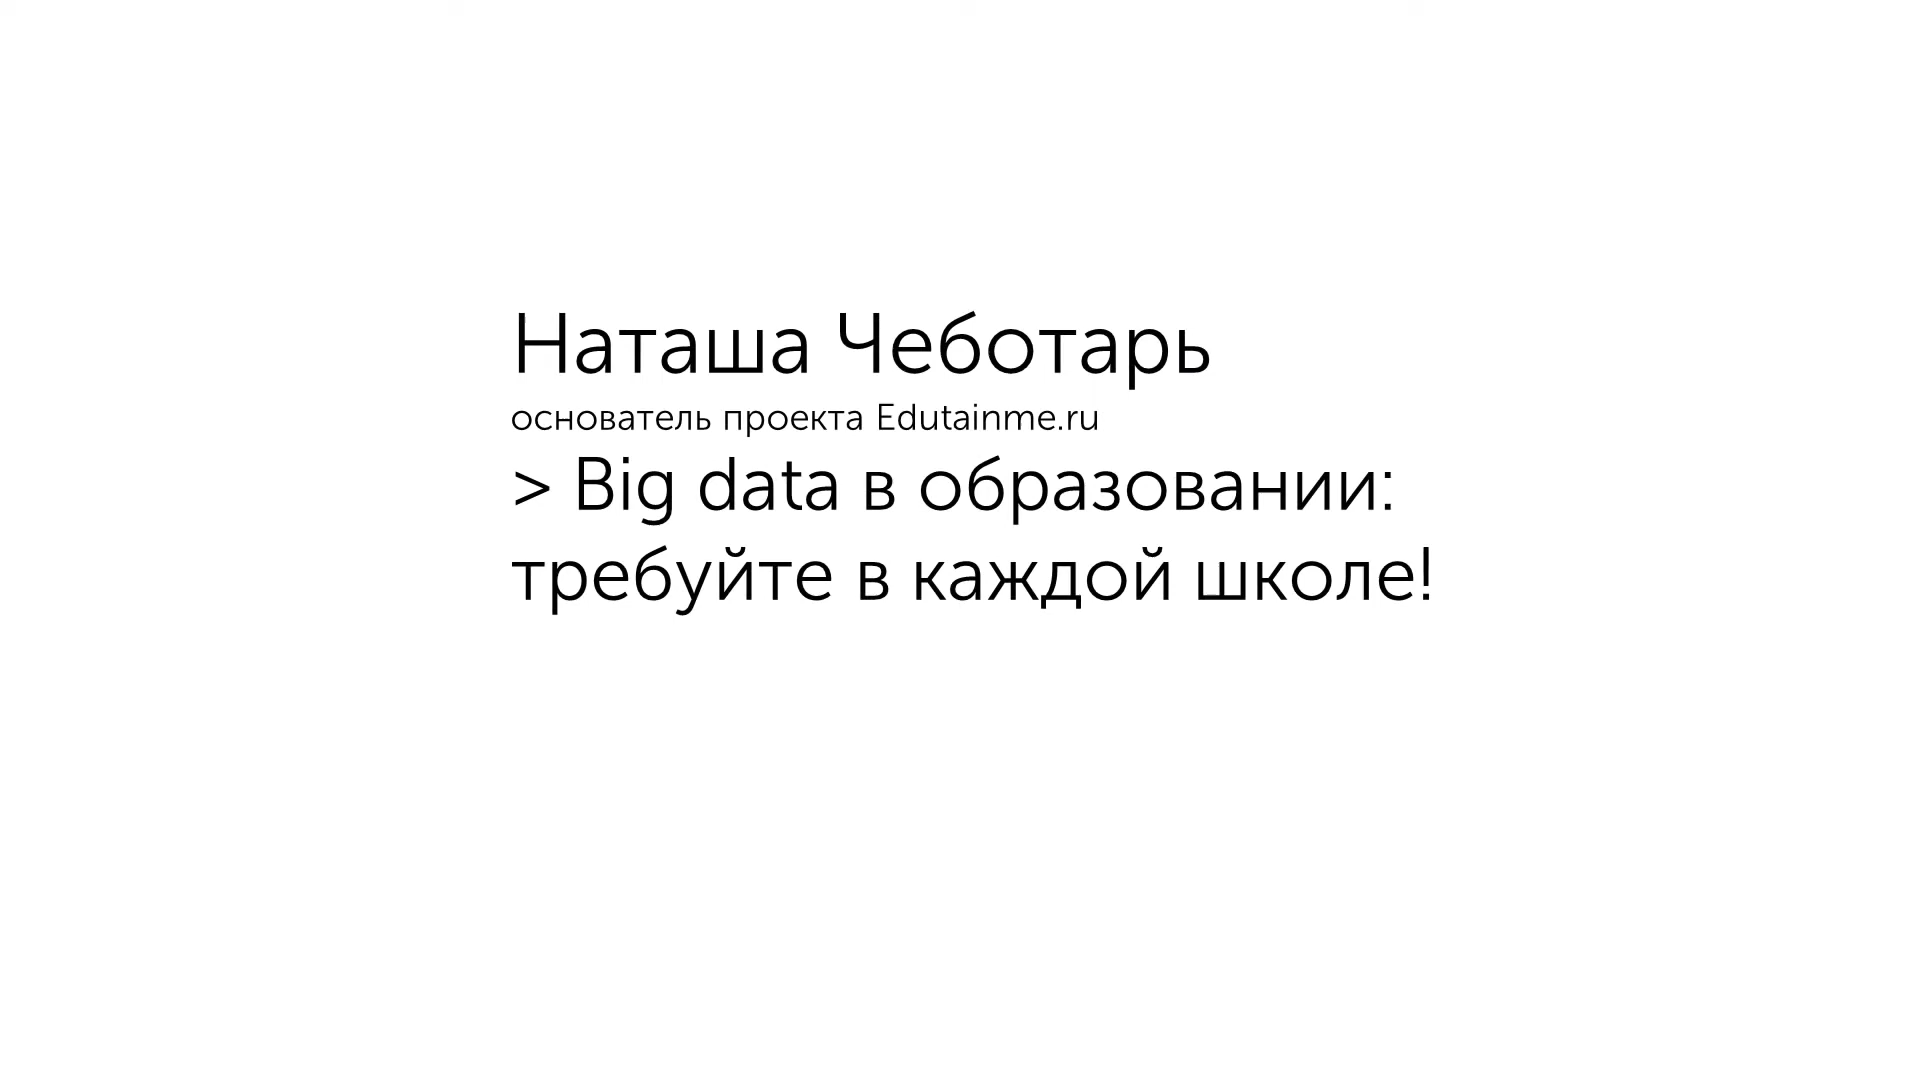 Наташа Чеботарь
основатель проекта Edutainme.ru
> Big data в образовании:
требуйте в каждой школе!